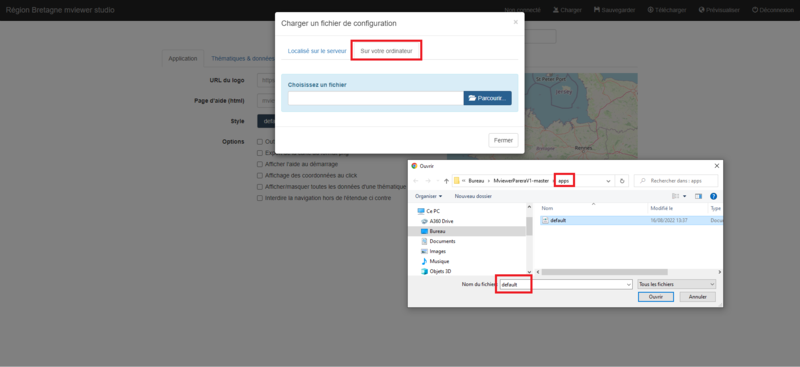 Région Bretagne mviewer studio
Non connecté Charger Sauvegarder Télécharger Prévisualiser Déconnexion
Charger un fichier de configuration ×
Localisé sur le serveur Sur votre ordinateur
Choisissez un fichier
Parcourir...
Fermer
Application Thématiques & données
URL du logo
Page d'aide (html)
Style
Options
Afficher l'aide au démarrage
Affichage des coordonnées au click
Afficher/masquer toutes les données d'une thématique
Interdire la navigation hors de l'étendue ci-contre
Ouvrir
Bureau MviewerPareraV1-master apps
Rechercher dans : apps
Organiser Nouveau dossier
Ce PC
A360 Drive
Bureau
Documents
Images
Musique
Objets 3D
Nom Modifié le Type
default 16/08/2022 13:27
Nom du fichier
default
Tous les fichiers
Ouvrir Annuler